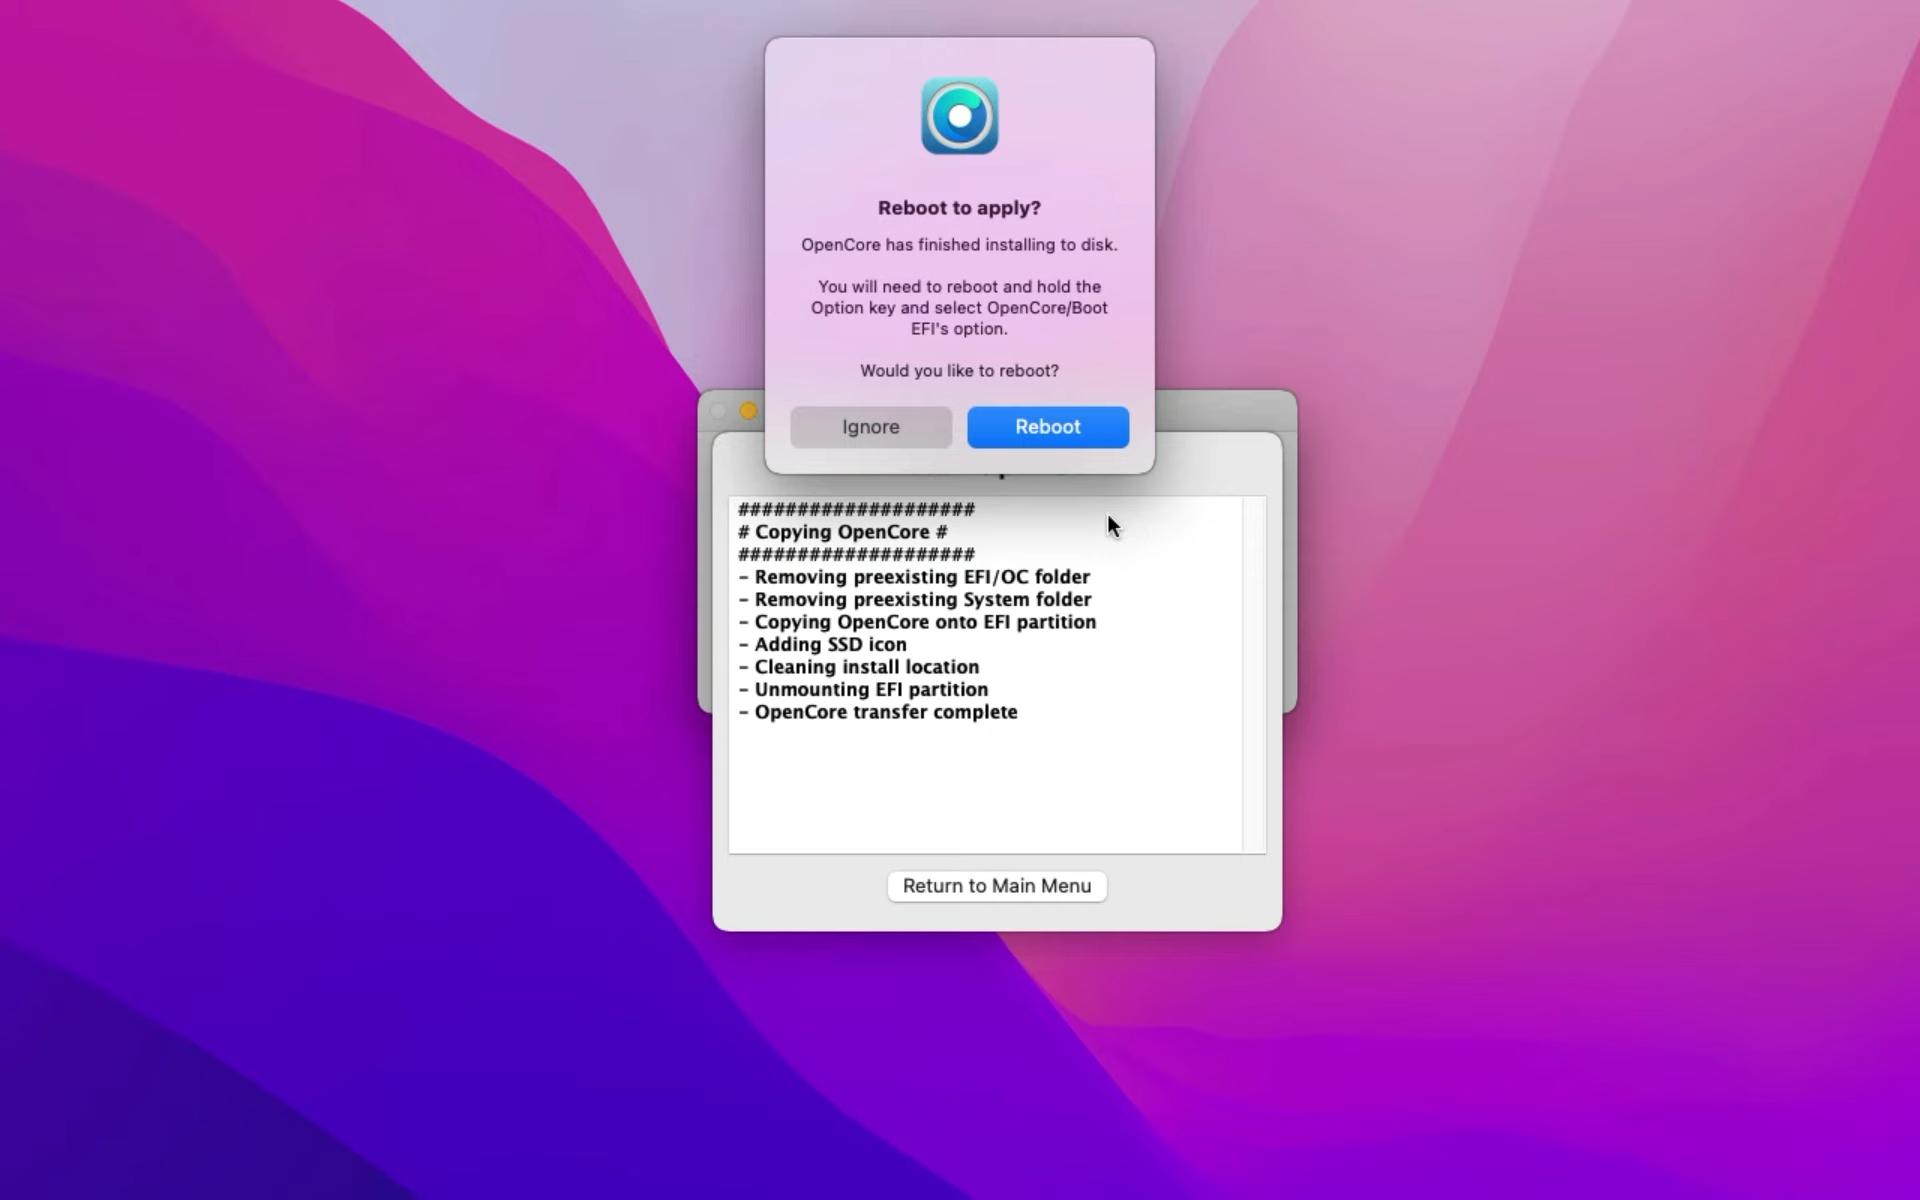 Reboot to apply?
OpenCore has finished installing to disk.
You will need to reboot and hold the
Option key and select OpenCore/Boot
EFI's option.
Would you like to reboot?
Ignore
Reboot
####################
# Copying OpenCore #
####################
- Removing preexisting EFI/OC folder
- Removing preexisting System folder
- Copying OpenCore onto EFI partition
- Adding SSD icon
- Cleaning install location
- Unmounting EFI partition
- OpenCore transfer complete
Return to Main Menu